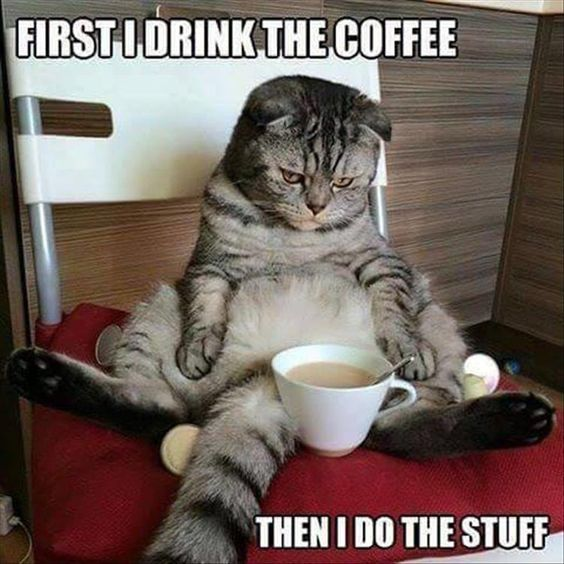 FIRST I DRINK THE COFFEE
THEN I DO THE STUFF